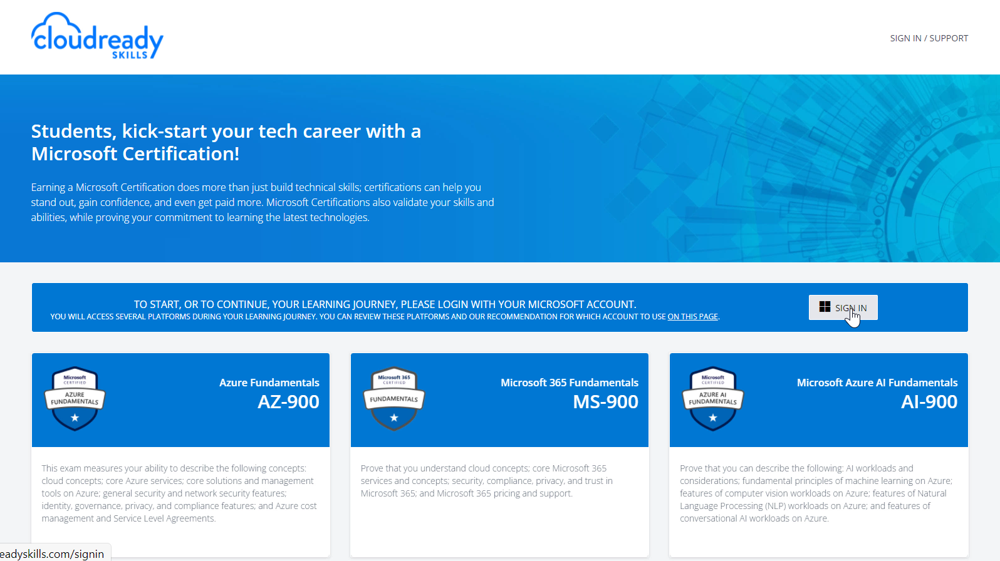 cloudready
SKILLS
SIGN IN / SUPPORT
Students, kick-start your tech career with a
Microsoft Certification!
Earning a Microsoft Certification does more than just build technical skills; certifications can help you
stand out, gain confidence, and even get paid more. Microsoft Certifications also validate your skills and
abilities, while proving your commitment to learning the latest technologies.
TO START, OR TO CONTINUE, YOUR LEARNING JOURNEY, PLEASE LOGIN WITH YOUR MICROSOFT ACCOUNT.
YOU WILL ACCESS SEVERAL PLATFORMS DURING YOUR LEARNING JOURNEY. YOU CAN REVIEW THESE PLATFORMS AND OUR RECOMMENDATION FOR WHICH ACCOUNT TO USE ON THIS PAGE.
SIGN IN
Microsoft
CERTIFIED
AZURE
FUNDAMENTALS
Azure Fundamentals
AZ-900
This exam measures your ability to describe the following concepts:
cloud concepts; core Azure services; core solutions and management
tools on Azure; general security and network security features;
identity, governance, privacy, and compliance features; and Azure cost
management and Service Level Agreements.
Microsoft 365
CERTIFIED
FUNDAMENTALS
Microsoft 365 Fundamentals
MS-900
Prove that you understand cloud concepts; core Microsoft 365
services and concepts; security, compliance, privacy, and trust in
Microsoft 365; and Microsoft 365 pricing and support.
Microsoft
CERTIFIED
AZURE AI
FUNDAMENTALS
Microsoft Azure AI Fundamentals
AI-900
Prove that you can describe the following: AI workloads and
considerations; fundamental principles of machine learning on Azure;
features of computer vision workloads on Azure; features of Natural
Language Processing (NLP) workloads on Azure; and features of
conversational AI workloads on Azure.
eadyskills.com/signin